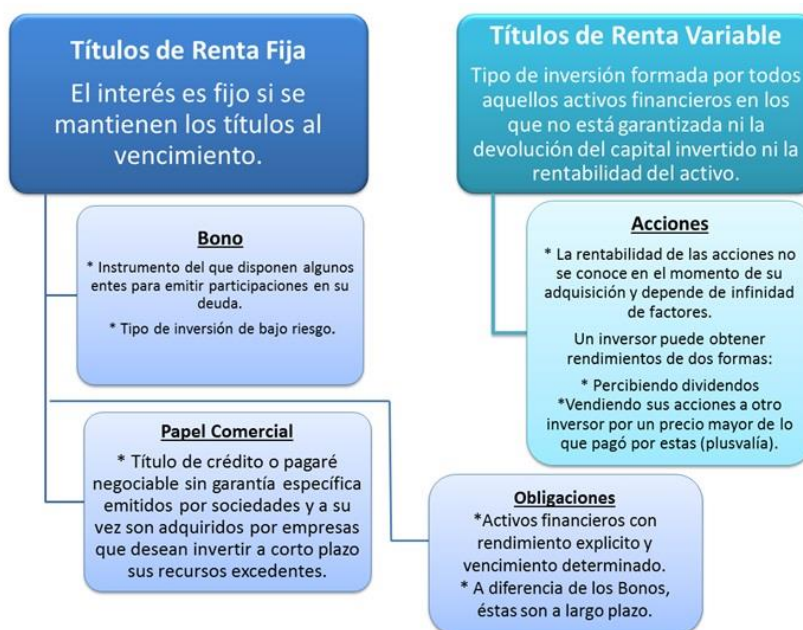 Títulos de Renta Fija
El interés es fijo si se
mantienen los títulos al
vencimiento.
Bono
* Instrumento del que disponen algunos
entes para emitir participaciones en su
deuda.
* Tipo de inversión de bajo riesgo.
Papel Comercial
* Título de crédito o pagaré
negociable sin garantía específica
emitidos por sociedades y a su
vez son adquiridos por empresas
que desean invertir a corto plazo
sus recursos excedentes.
Obligaciones
*Activos financieros con
rendimiento explicito y
vencimiento determinado.
* A diferencia de los Bonos,
éstas son a largo plazo.
Títulos de Renta Variable
Tipo de inversión formada por todos
aquellos activos financieros en los
que no está garantizada ni la
devolución del capital invertido ni la
rentabilidad del activo.
Acciones
* La rentabilidad de las acciones no
se conoce en el momento de su
adquisición y depende de infinidad
de factores.
Un inversor puede obtener
rendimientos de dos formas:
* Percibiendo dividendos
*Vendiendo sus acciones a otro
inversor por un precio mayor de lo
que pagó por estas (plusvalía).